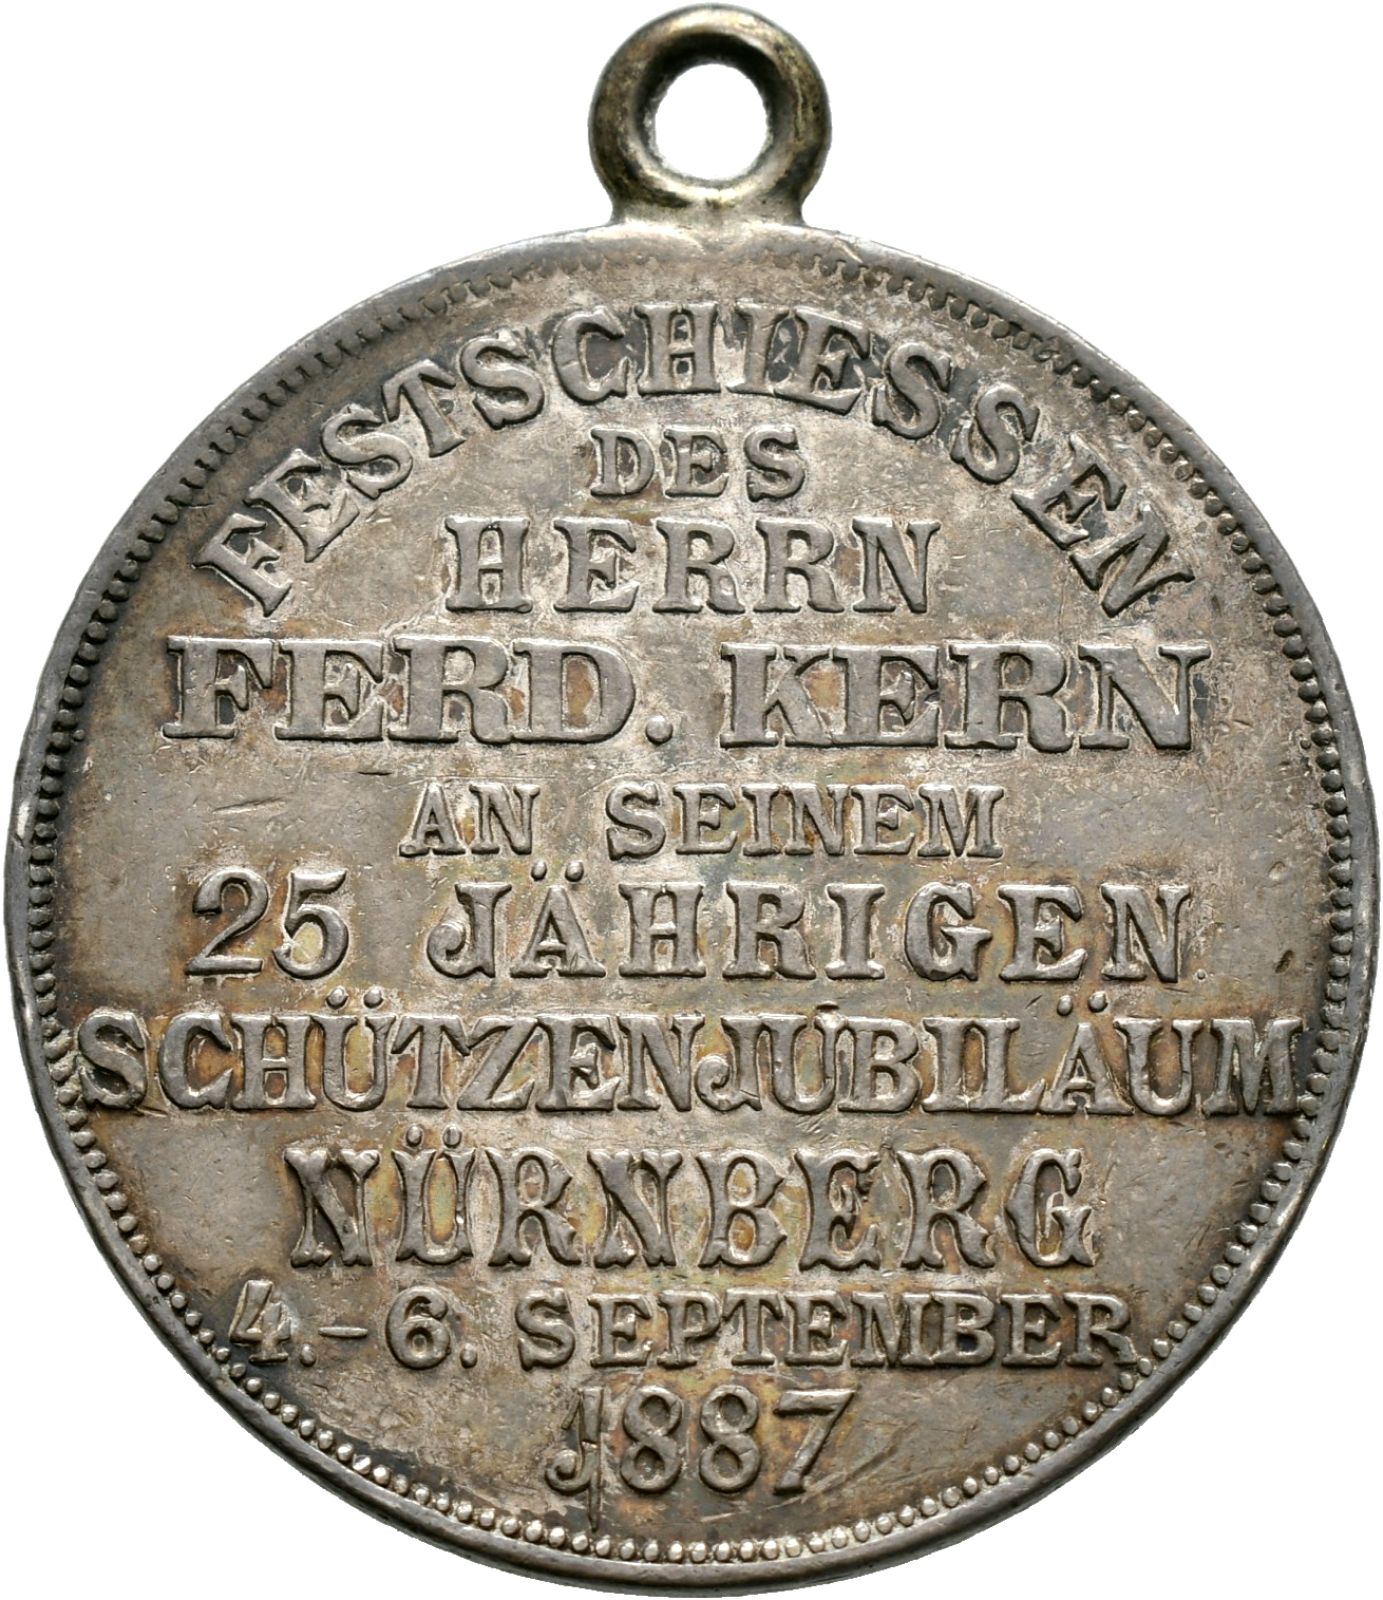 FESTSCHIESSEN
DES
HERRN
FERD. KERN
AN SEINEM
25 JÄHRIGEN
SCHÜTZENJUBILÄUM
NÜRNBERG
4.-6. SEPTEMBER
1887